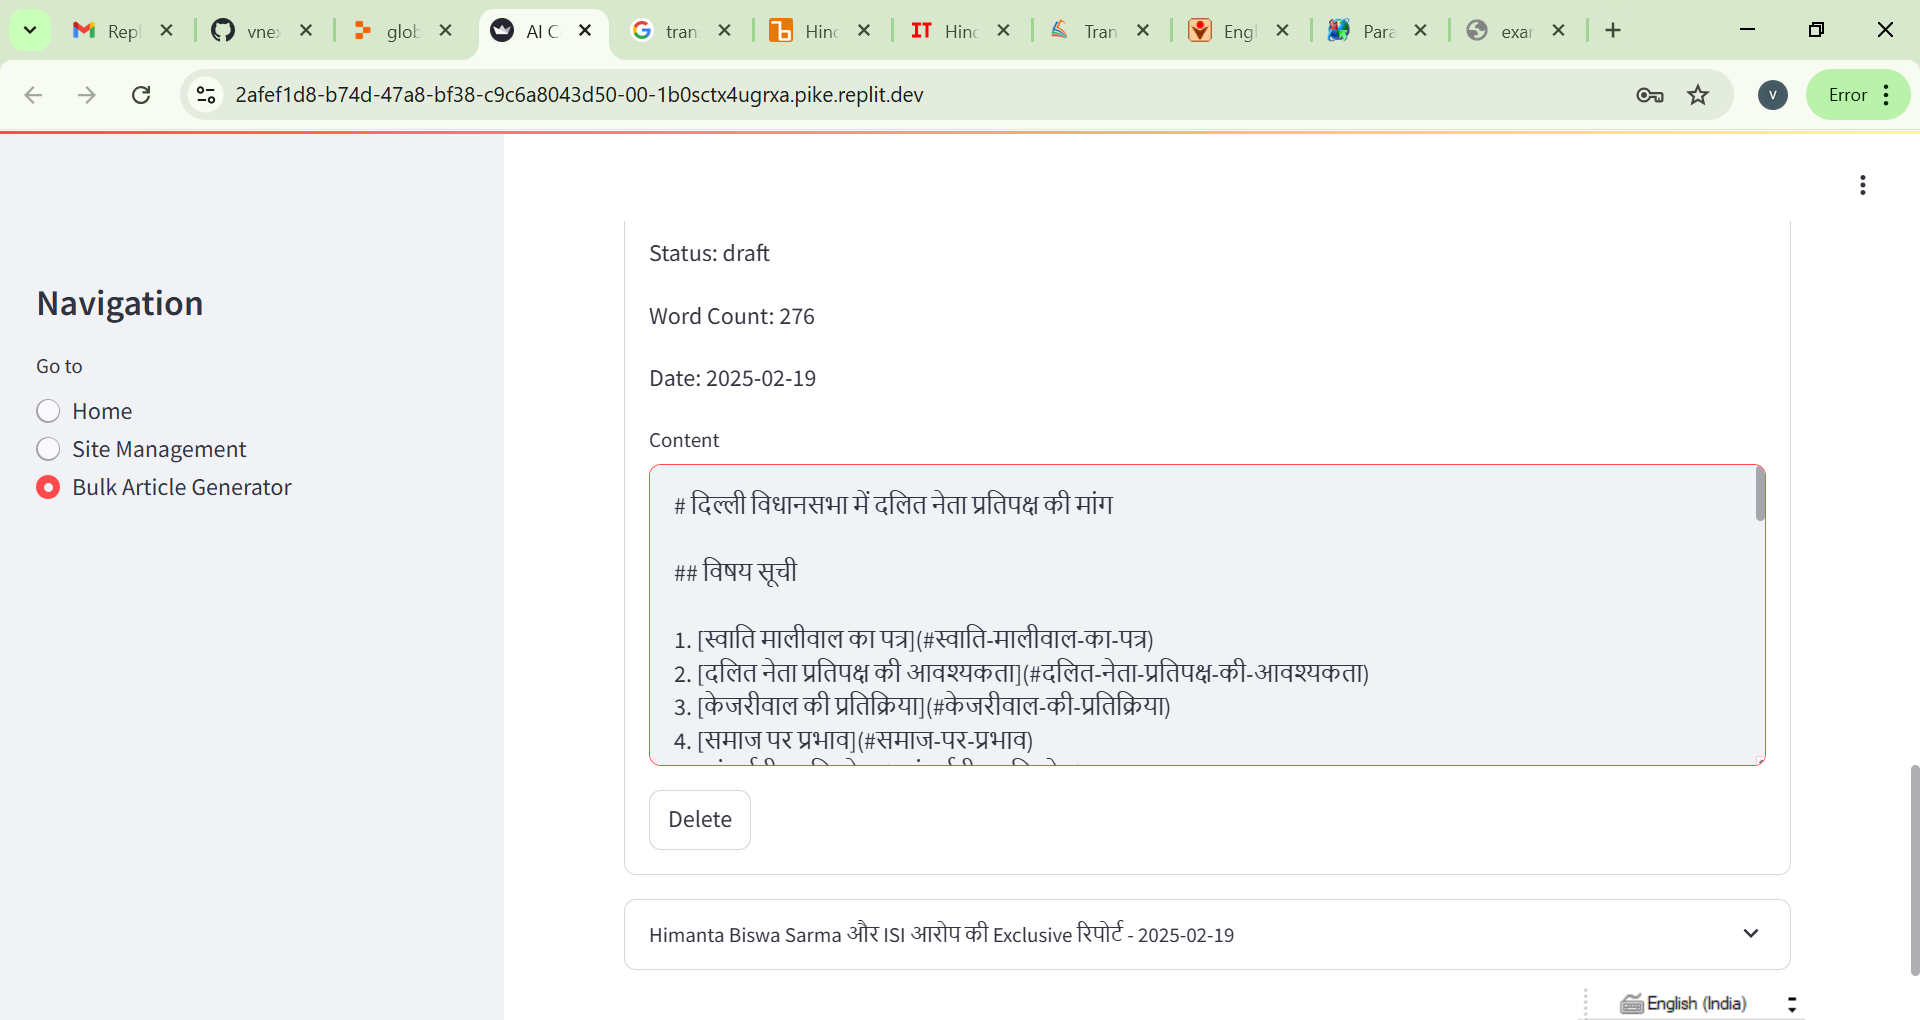 Repl
vnex
glob
AI C
tran
Hind
Hind
Tran
Engl
Para
exar
2afef1d8-b74d-47a8-bf38-c9c6a8043d50-00-1b0sctx4ugrxa.pike.replit.dev
V
Error
Navigation
Go to
Home
Site Management
Bulk Article Generator
Status: draft
Word Count: 276
Date: 2025-02-19
Content
# दिल्ली विधानसभा में दलित नेता प्रतिपक्ष की मांग
## विषय सूची
1. [स्वाति मालीवाल का पत्र](#स्वाति-मालीवाल-का-पत्र)
2. [दलित नेता प्रतिपक्ष की आवश्यकता](#दलित-नेता-प्रतिपक्ष-की-आवश्यकता)
3. [केजरीवाल की प्रतिक्रिया](#केजरीवाल-की-प्रतिक्रिया)
4. [समाज पर प्रभाव](#समाज-पर-प्रभाव)
Delete
Himanta Biswa Sarma और ISI आरोप की Exclusive रिपोर्ट - 2025-02-19
English (India)